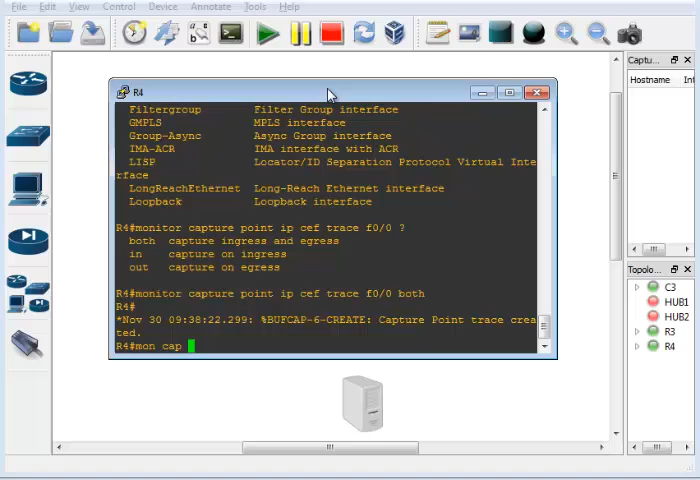 File Edit View Control Device Annotate Tools Help
Captu...
Hostname Int
R4
Filtergroup Filter Group interface
GMPLS MPLS interface
Group-Async Async Group interface
IMA-ACR IMA interface with ACR
LISP Locator/ID Separation Protocol Virtual Inte
rface
LongReachEthernet Long-Reach Ethernet interface
Loopback Loopback interface
R4#monitor capture point ip cef trace f0/0 ?
both capture ingress and egress
in capture on ingress
out capture on egress
R4#monitor capture point ip cef trace f0/0 both
R4#
*Nov 30 09:38:22.299: %BUFCAP-6-CREATE: Capture Point trace crea
ted.
R4#mon cap
Topolo...
C3
HUB1
HUB2
R3
R4